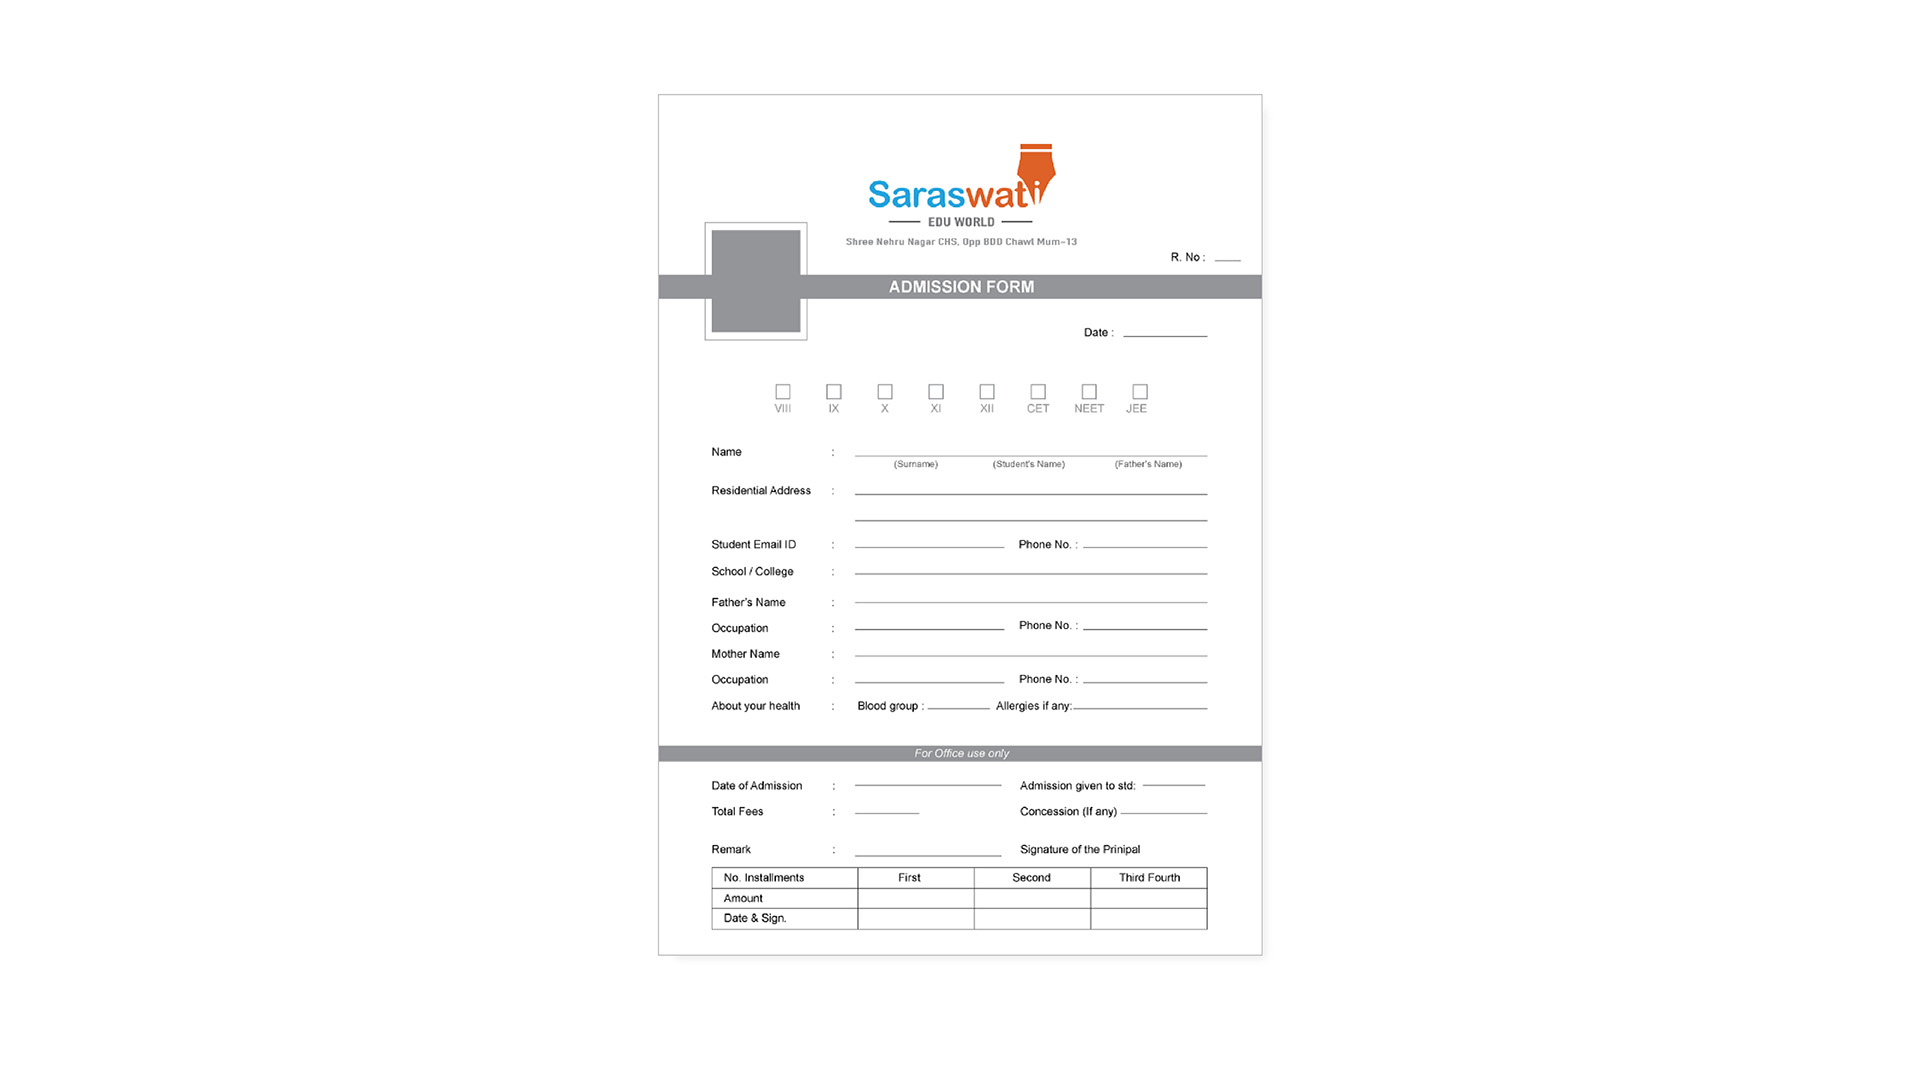 Saraswati
EDU WORLD
Shree Nehru Nagar CHS, Opp BDD Chawl Mum-13
R. No :
ADMISSION FORM
Date :
VIII IX X XI XII CET NEET JEE
Name :
(Surname) (Student's Name) (Father's Name)
Residential Address :
Student Email ID : Phone No. :
School / College :
Father's Name :
Occupation : Phone No. :
Mother Name :
Occupation : Phone No. :
About your health : Blood group : Allergies if any:
For Office use only
Date of Admission : Admission given to std:
Total Fees : Concession (If any)
Remark : Signature of the Prinipal
No. Installments First Second Third Fourth
Amount
Date & Sign.